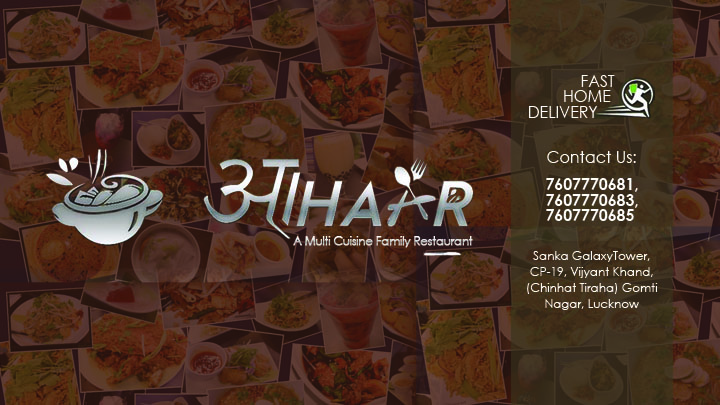 आHAAR
A Multi Cuisine Family Restaurant
FAST
HOME
DELIVERY
Contact Us:
7607770681,
7607770683,
7607770685
Sanka GalaxyTower,
CP-19, Vijyant Khand,
(Chinhat Tiraha) Gomti
Nagar, Lucknow